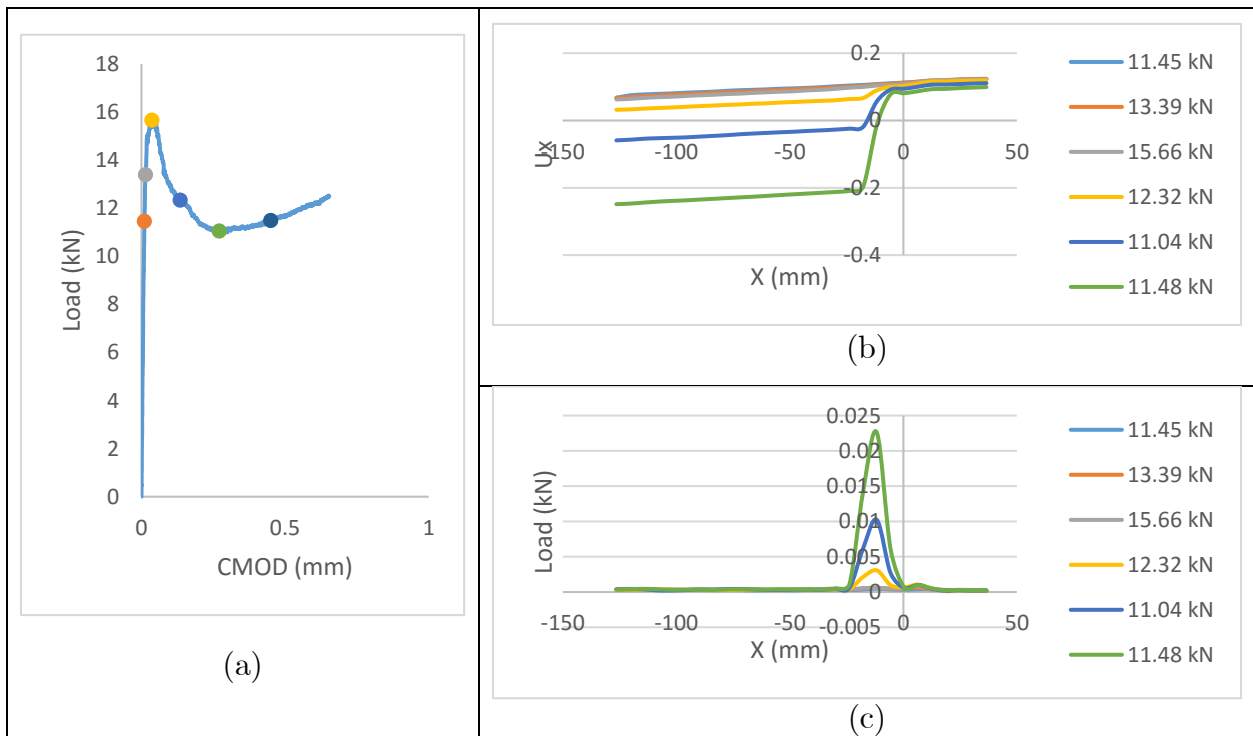 18
16
14
12
10
8
6
4
2
0
Load (kN)
0
0.5
1
CMOD (mm)
(a)
0.2
0
-0.2
-0.4
-150
-100
-50
0
50
Ux
X (mm)
11.45 kN
13.39 kN
15.66 kN
12.32 kN
11.04 kN
11.48 kN
(b)
0.025
0.02
0.015
0.01
0.005
0
-0.005
Load (kN)
-150
-100
-50
0
50
X (mm)
11.45 kN
13.39 kN
15.66 kN
12.32 kN
11.04 kN
11.48 kN
(c)